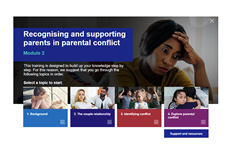 Recognising and supporting
parents in parental conflict
Module 2
This training is designed to build up your knowledge step by
step. For this reason, we suggest that you go through the
following topics in order.
Select a topic to start.
1. Background
2. The couple relationship
3. Identifying conflict
4. Explore parental
conflict
Support and resources